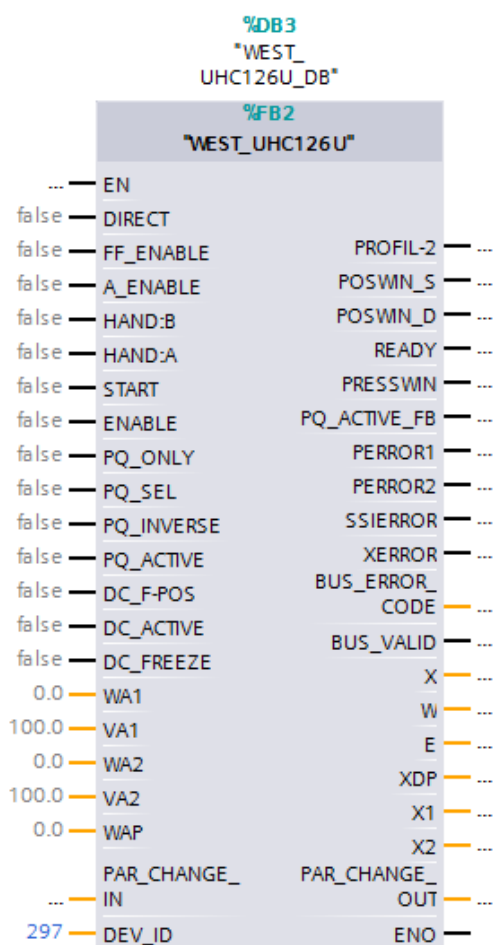 %DB3
"WEST_
UHC126U_DB"
%FB2
"WEST_UHC126U"
... EN
false DIRECT
false FF_ENABLE PROFIL-2 ...
false A_ENABLE POSWIN_S ...
false HAND:B POSWIN_D ...
false HAND:A READY ...
false START PRESSWIN ...
false ENABLE PQ_ACTIVE_FB ...
false PQ_ONLY PERROR1 ...
false PQ_SEL PERROR2 ...
false PQ_INVERSE SSIERROR ...
false PQ_ACTIVE XERROR ...
false DC_F-POS BUS_ERROR_
CODE ...
false DC_ACTIVE BUS_VALID ...
false DC_FREEZE X ...
0.0 WA1 W ...
100.0 VA1 E ...
0.0 WA2 XDP ...
100.0 VA2 X1 ...
0.0 WAP X2 ...
PAR_CHANGE_ PAR_CHANGE_
... IN OUT ...
297 DEV_ID ENO